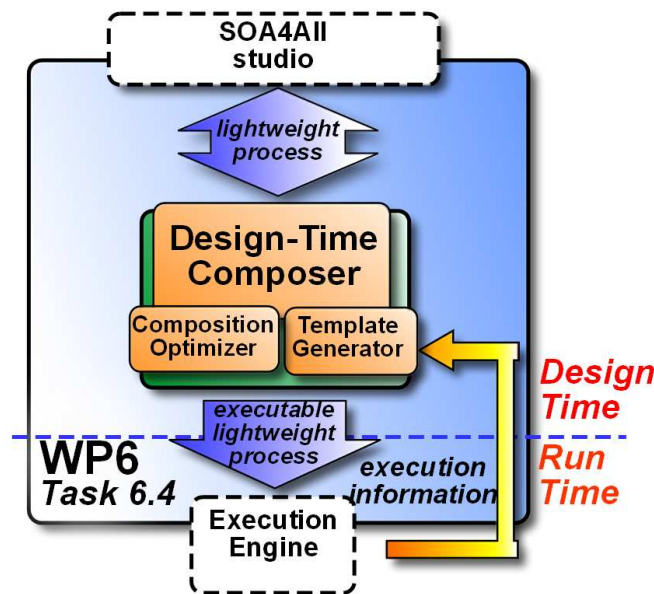 SOA4All
studio
lightweight
process
Design-Time
Composer
Composition
Optimizer
Template
Generator
Design
Time
executable
lightweight
process
WP6
Task 6.4
execution
information
Run
Time
Execution
Engine